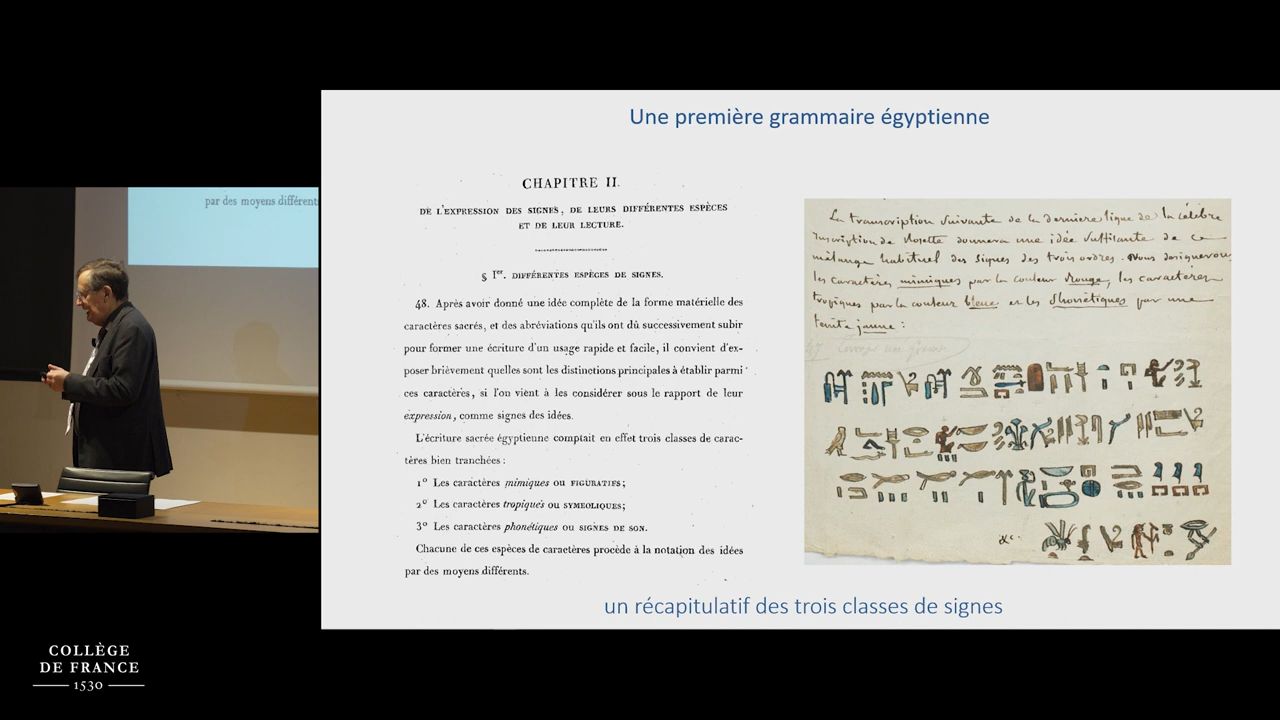 Une première grammaire égyptienne
CHAPITRE II.
DE L'EXPRESSION DES SIGNES, DE LEURS DIFFÉRENTES ESPÈCES
ET DE LEUR LECTURE.
§ Ier. DIFFÉRENTES ESPÈCES DE SIGNES.
48. Après avoir donné une idée complète de la forme matérielle des
caractères sacrés, et des abréviations qu'ils ont dû successivement subir
pour former une écriture d'un usage rapide et facile, il convient d'ex-
poser brièvement quelles sont les distinctions principales à établir parmi
ces caractères, si l'on vient à les considérer sous le rapport de leur
expression, comme signes des idées.
L'écriture sacrée égyptienne comptait en effet trois classes de carac-
tères bien tranchées :
1° Les caractères mimiques OU FIGURATIFS;
2° Les caractères tropiques OU SYMBOLIQUES;
3° Les caractères phonétiques OU SIGNES DE SON.
Chacune de ces espèces de caractères procède à la notation des idées
par des moyens différents.
La transcription suivante de la dernière ligne de la célèbre
inscription de Rosette donnera une idée suffisante de ce
mélange habituel des signes des trois ordres. Nous designerons
les caractères mimiques par la couleur rouge, les caractères
tropiques par la couleur bleue et les phonétiques par une
teinte jaune :
un récapitulatif des trois classes de signes
par des moyens différents
COLLÈGE
DE FRANCE
1530